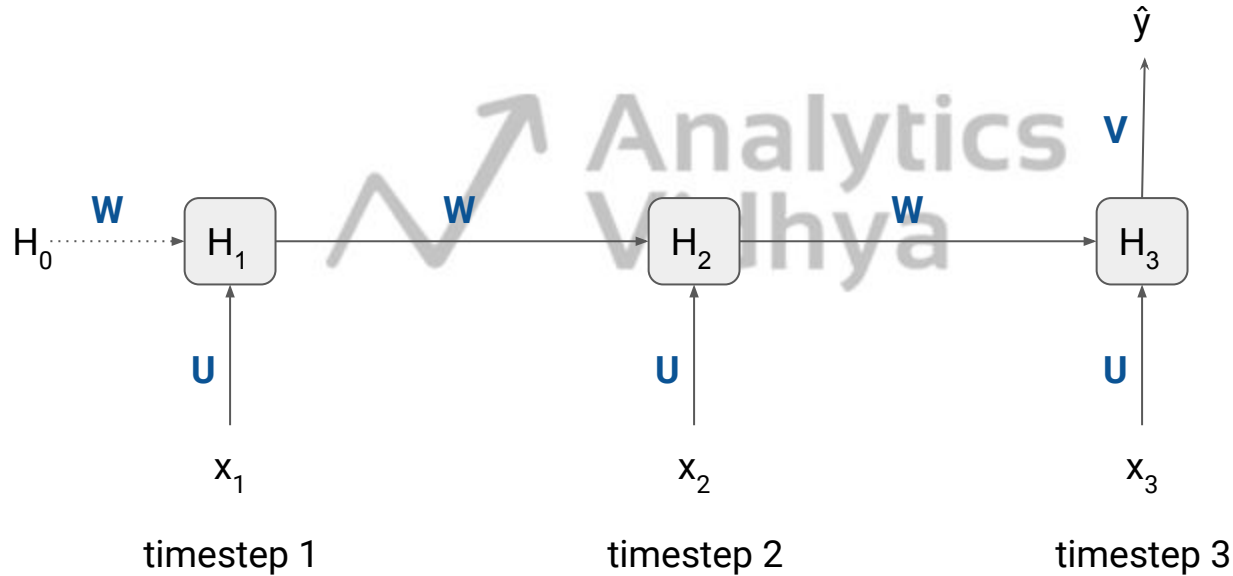 ŷ
Analytics
Vidhya
V
W W W
H₀ H₁ H₂ H₃
U U U
x₁ x₂ x₃
timestep 1 timestep 2 timestep 3